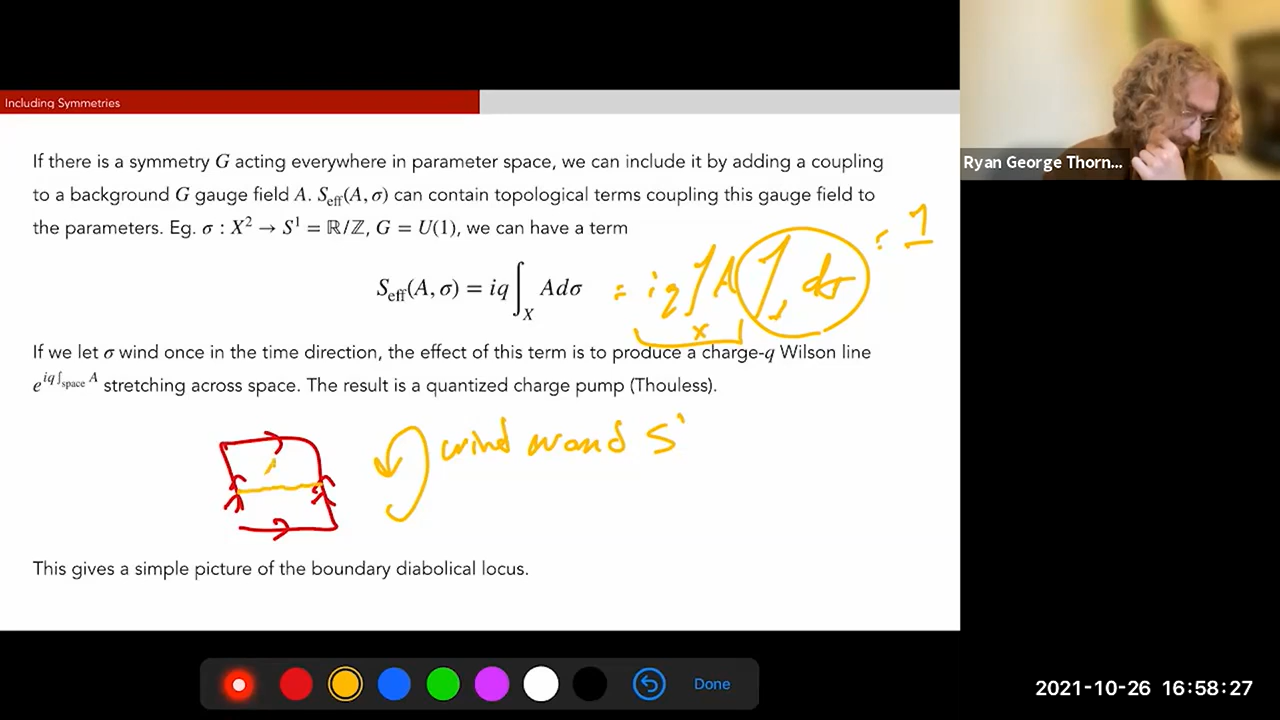 Including Symmetries
If there is a symmetry G acting everywhere in parameter space, we can include it by adding a coupling
to a background G gauge field A. S_eff(A, σ) can contain topological terms coupling this gauge field to
the parameters. Eg. σ : X² → S¹ = ℝ/ℤ, G = U(1), we can have a term
S_eff(A, σ) = iq ∫_X Adσ = iq ∫_X A ∫ dσ = 1
If we let σ wind once in the time direction, the effect of this term is to produce a charge-q Wilson line
e^{iq ∫_space A} stretching across space. The result is a quantized charge pump (Thouless).
wind around S¹
This gives a simple picture of the boundary diabolical locus.
Ryan George Thorn...
Done
2021-10-26 16:58:27